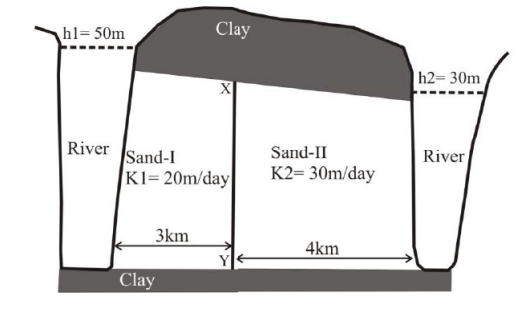 Clay
h1= 50m
h2= 30m
X
River
Sand-I
K1= 20m/day
Sand-II
K2= 30m/day
River
3km
4km
Y
Clay